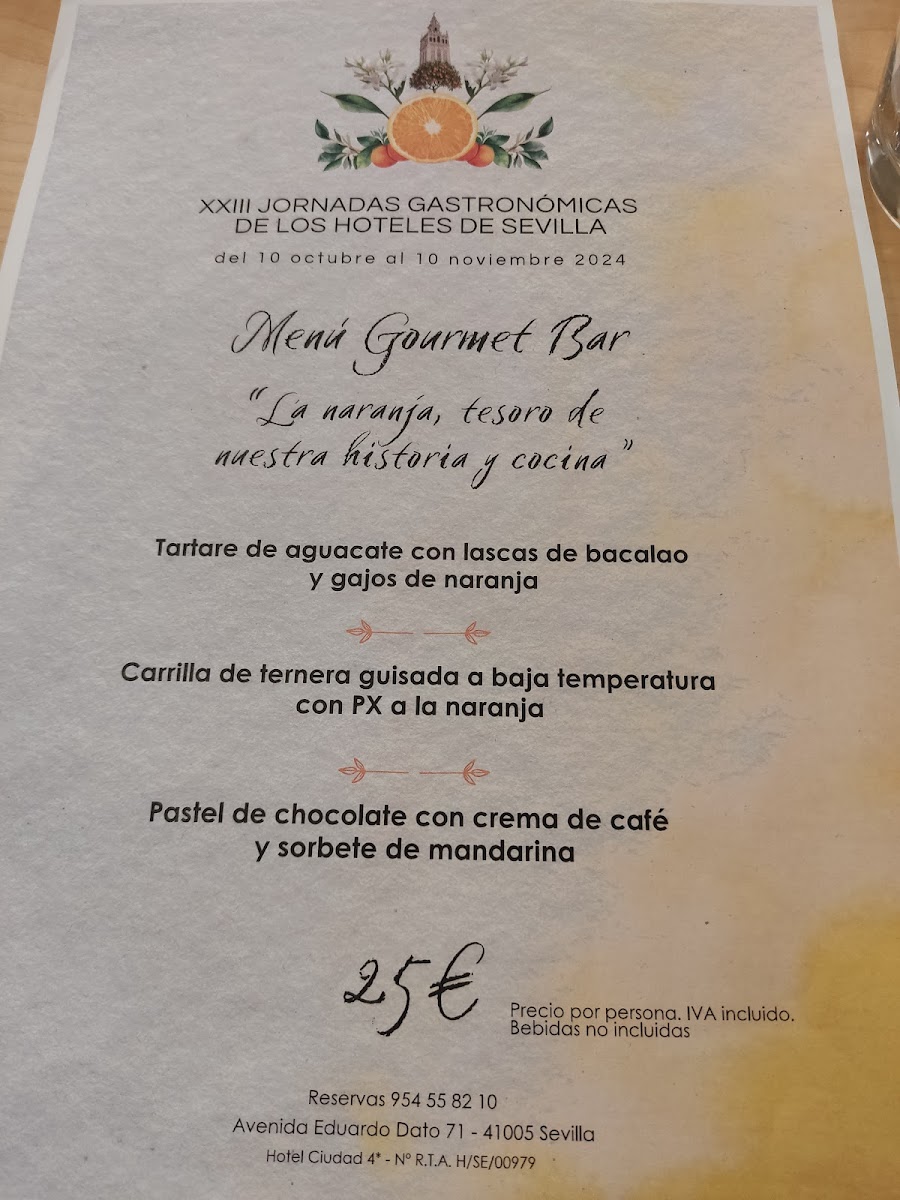 XXIII JORNADAS GASTRONÓMICAS
DE LOS HOTELES DE SEVILLA
del 10 octubre al 10 noviembre 2024
Menú Gourmet Bar
"La naranja, tesoro de
nuestra historia y cocina"
Tartare de aguacate con lascas de bacalao
y gajos de naranja
Carrilla de ternera guisada a baja temperatura
con PX a la naranja
Pastel de chocolate con crema de café
y sorbete de mandarina
25€
Precio por persona. IVA incluido.
Bebidas no incluidas
Reservas 954 55 82 10
Avenida Eduardo Dato 71 - 41005 Sevilla
Hotel Ciudad 4* - Nº R.T.A. H/SE/00979